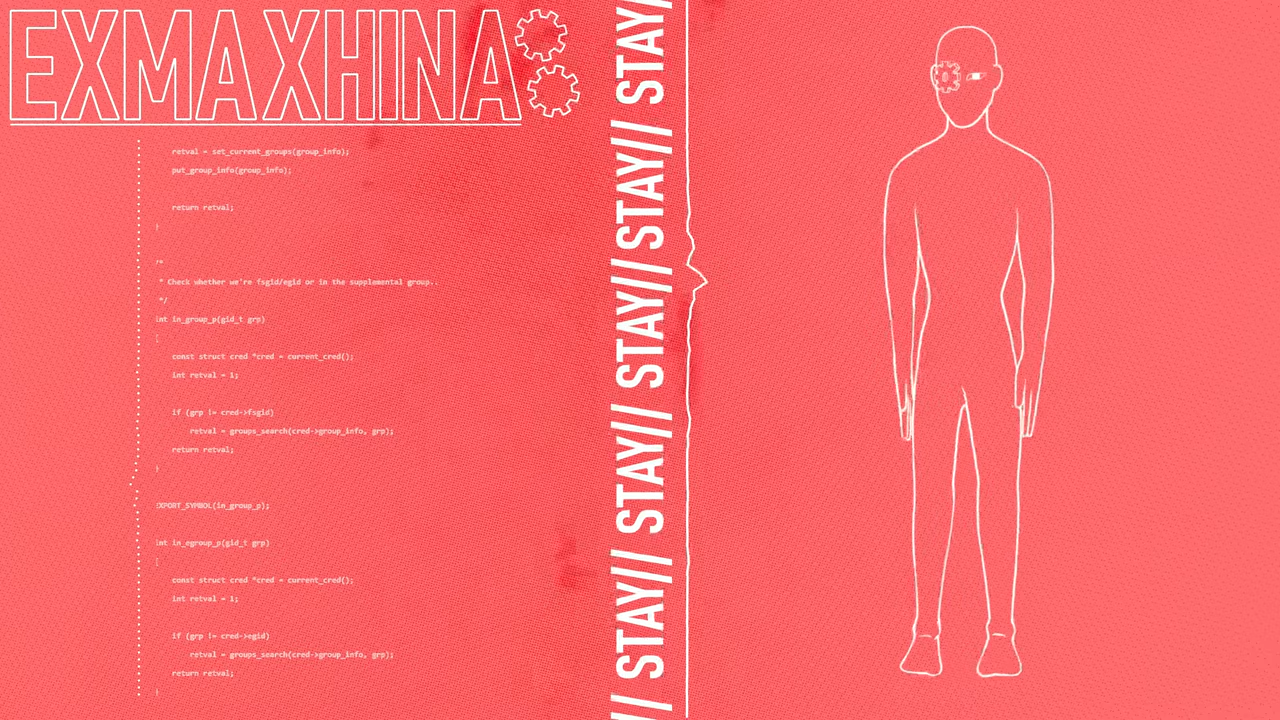 EXMAXHINA
retval = set_current_groups(group_info);
put_group_info(group_info);
return retval;
}
/*
* Check whether we're fsgid/egid or in the supplemental group..
*/
int in_group_p(gid_t grp)
{
const struct cred *cred = current_cred();
int retval = 1;
if (grp != cred->fsgid)
retval = groups_search(cred->group_info, grp);
return retval;
}
EXPORT_SYMBOL(in_group_p);
int in_egroup_p(gid_t grp)
{
const struct cred *cred = current_cred();
int retval = 1;
if (grp != cred->egid)
retval = groups_search(cred->group_info, grp);
return retval;
}
// STAY// STAY// STAY// STAY// STAY/